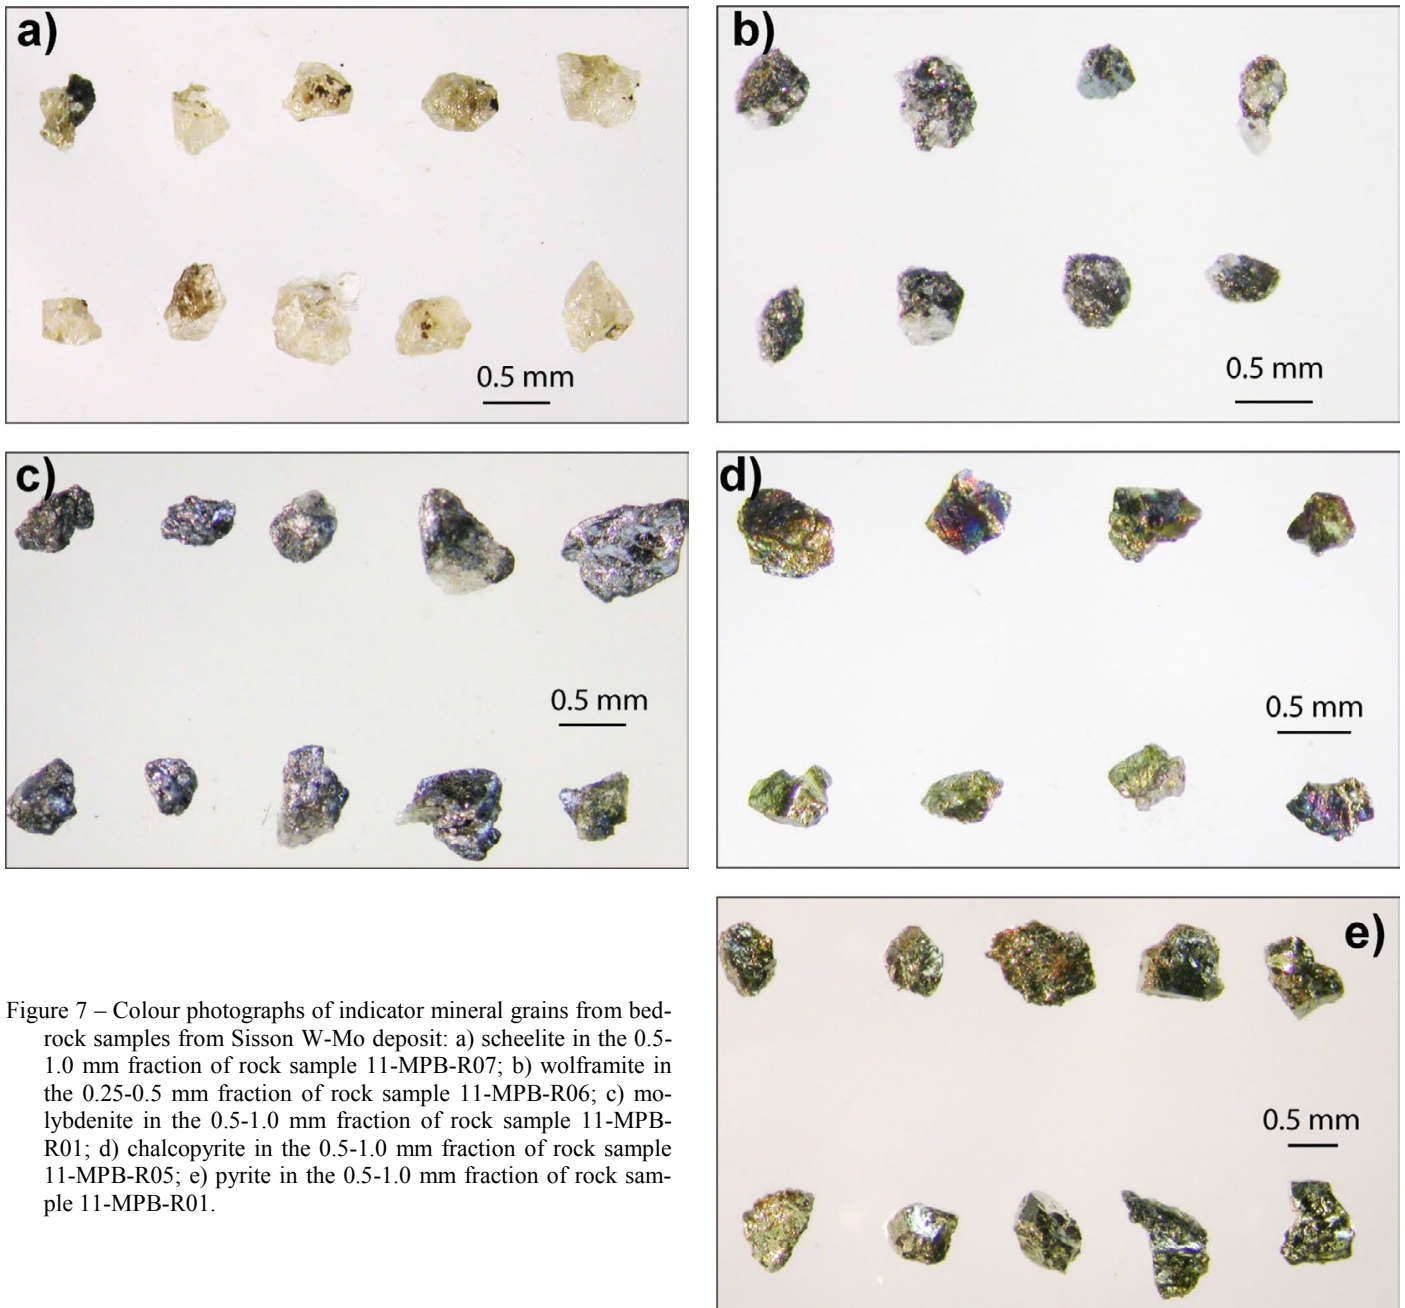 a)
b)
0.5 mm
0.5 mm
c)
d)
0.5 mm
0.5 mm
e)
0.5 mm
Figure 7 – Colour photographs of indicator mineral grains from bed-
rock samples from Sisson W-Mo deposit: a) scheelite in the 0.5-
1.0 mm fraction of rock sample 11-MPB-R07; b) wolframite in
the 0.25-0.5 mm fraction of rock sample 11-MPB-R06; c) mo-
lybdenite in the 0.5-1.0 mm fraction of rock sample 11-MPB-
R01; d) chalcopyrite in the 0.5-1.0 mm fraction of rock sample
11-MPB-R05; e) pyrite in the 0.5-1.0 mm fraction of rock sam-
ple 11-MPB-R01.